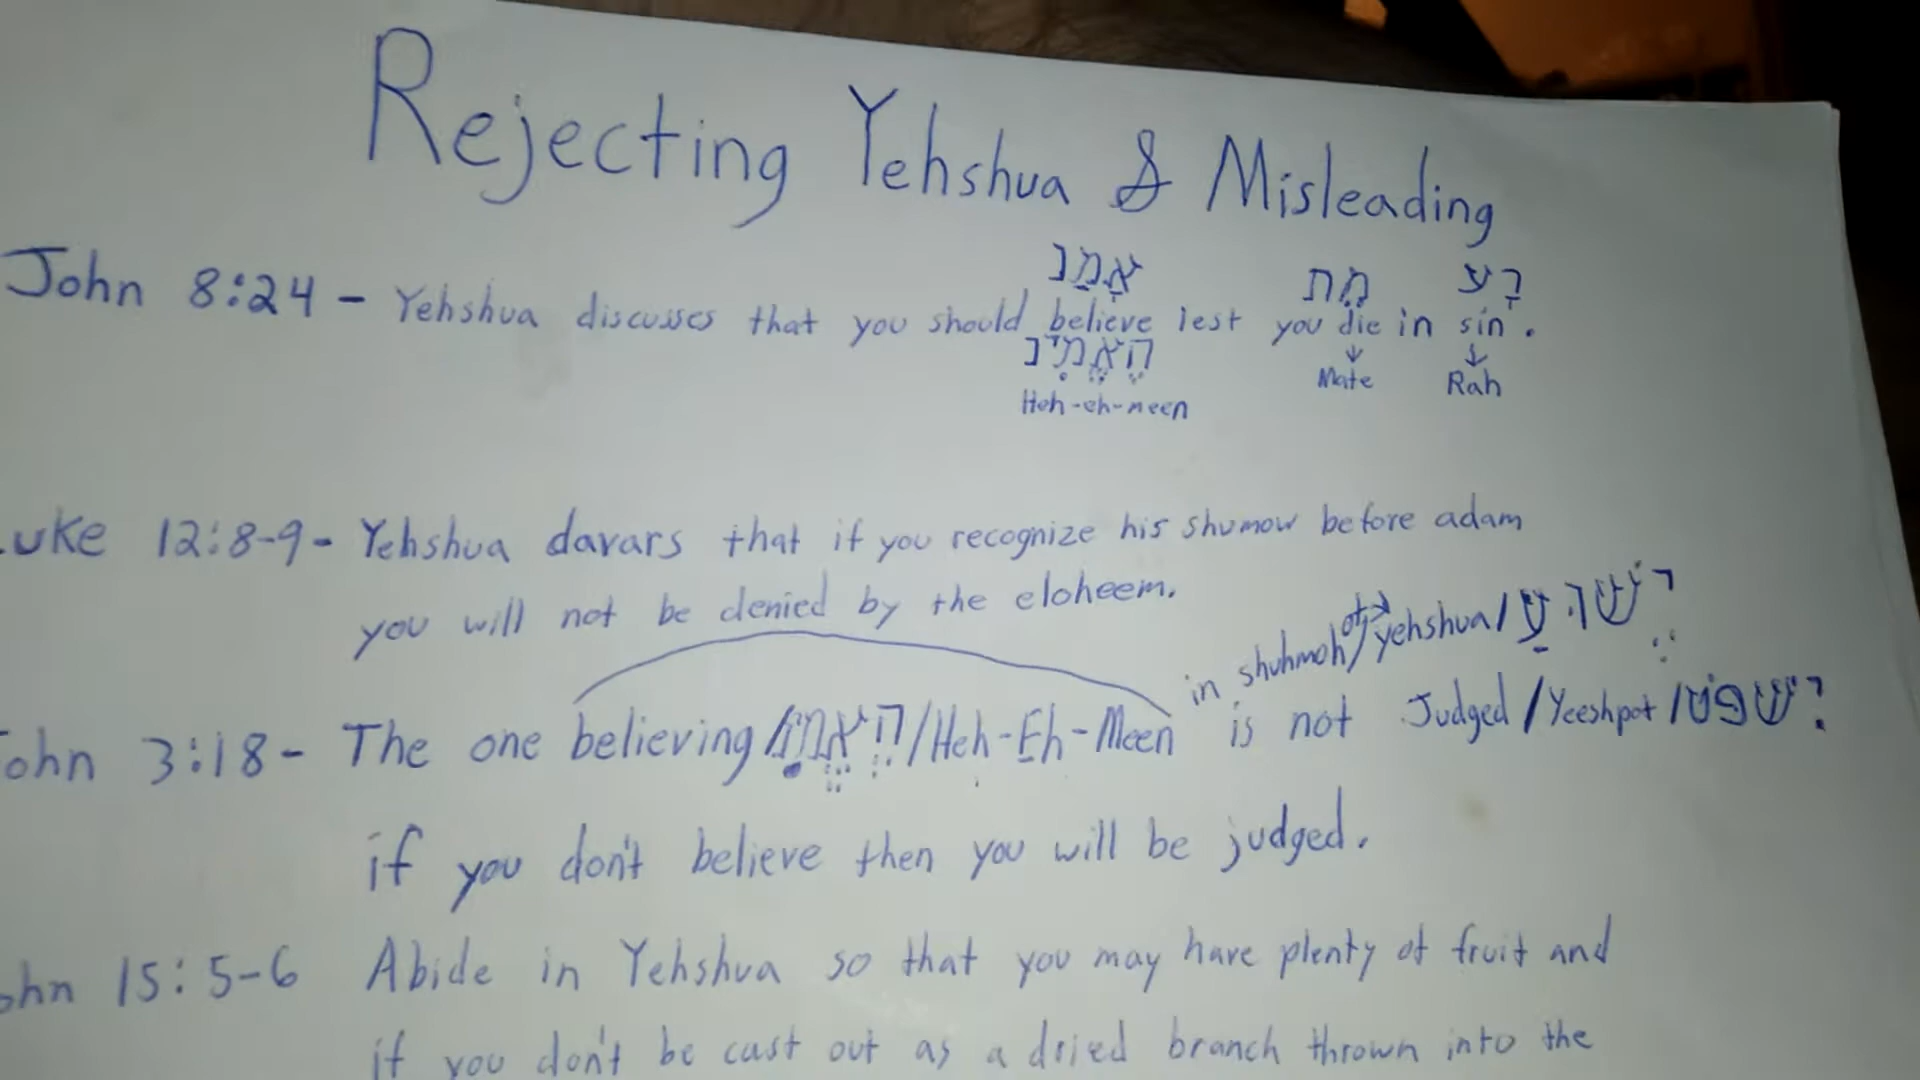 Rejecting Yehshua & Misleading
אָמַנ מֵת רָע
John 8:24 - Yehshua discusses that you should believe lest you die in sin.
הֶאֱמִינ ↓ ↓
Heh-eh-meen Mate Rah
uke 12:8-9 - Yehshua davars that if you recognize his shumow before adam
you will not be denied by the eloheem.
in shuhmoh of yehshua/
ohn 3:18 - The one believing / /Heh-Eh-Meen is not Judged/Yeeshpot/
if you don't believe then you will be judged.
ohn 15:5-6 Abide in Yehshua so that you may have plenty of fruit and
if you don't be cast out as a dried branch thrown into the